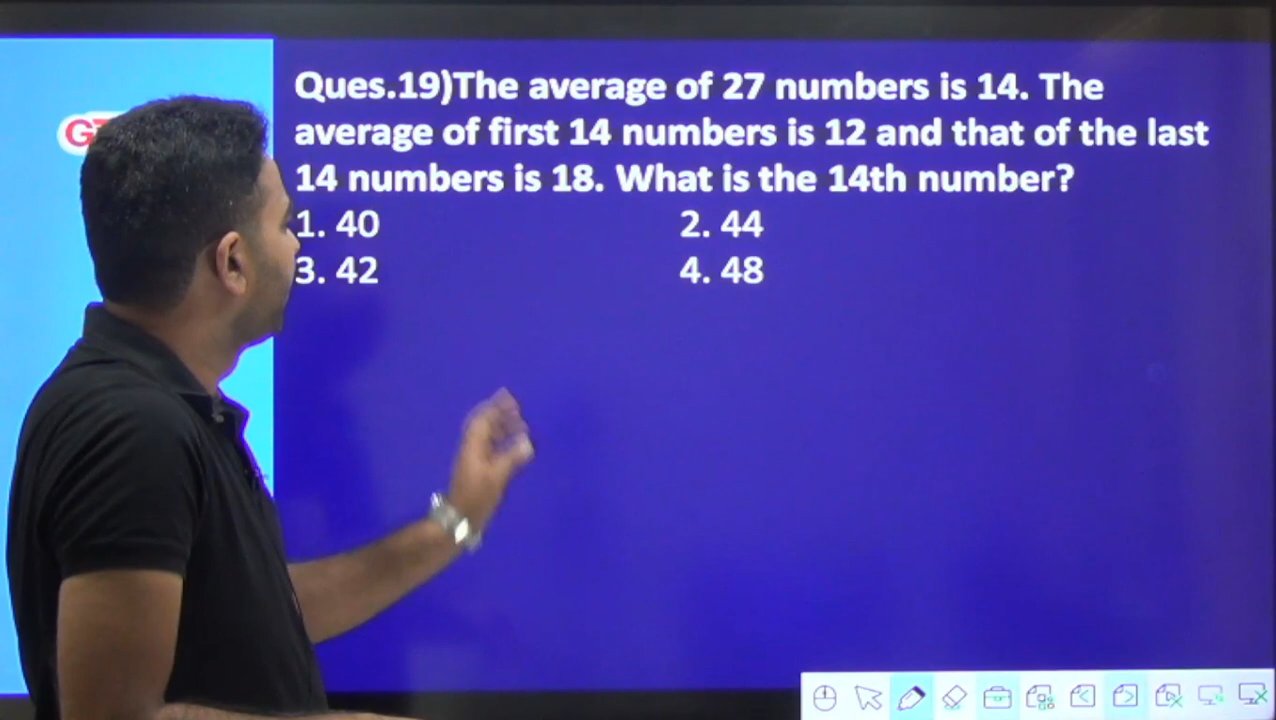 Ques.19)The average of 27 numbers is 14. The
average of first 14 numbers is 12 and that of the last
14 numbers is 18. What is the 14th number?
1. 40 2. 44
3. 42 4. 48